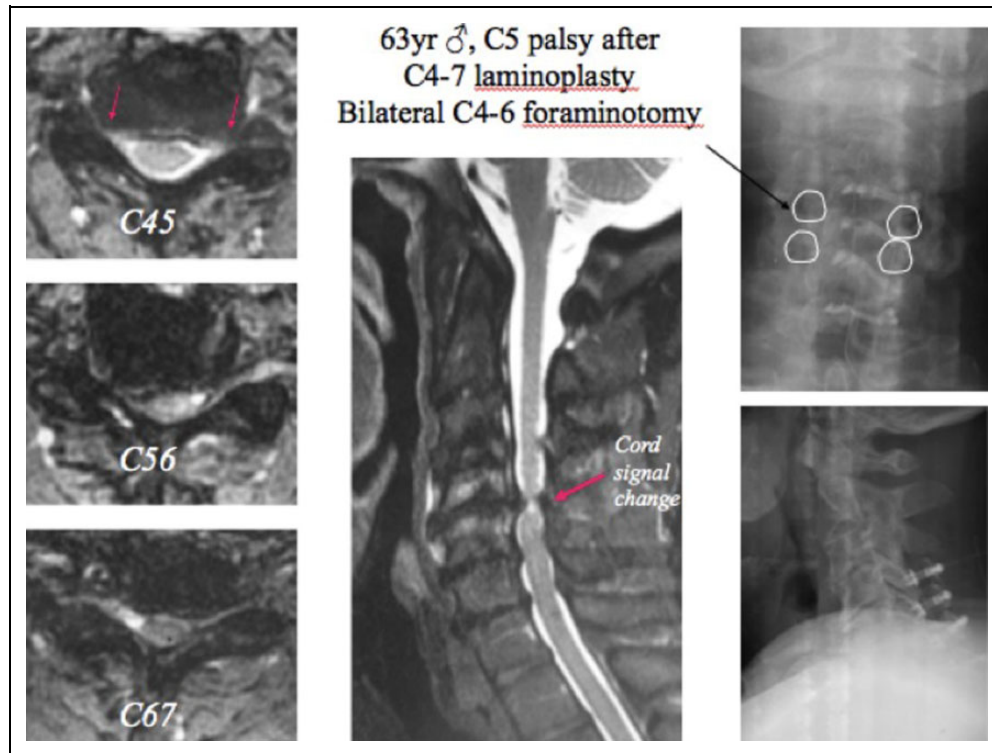 63yr ♂, C5 palsy after
C4-7 laminoplasty
Bilateral C4-6 foraminotomy
C45
C56
C67
Cord
signal
change